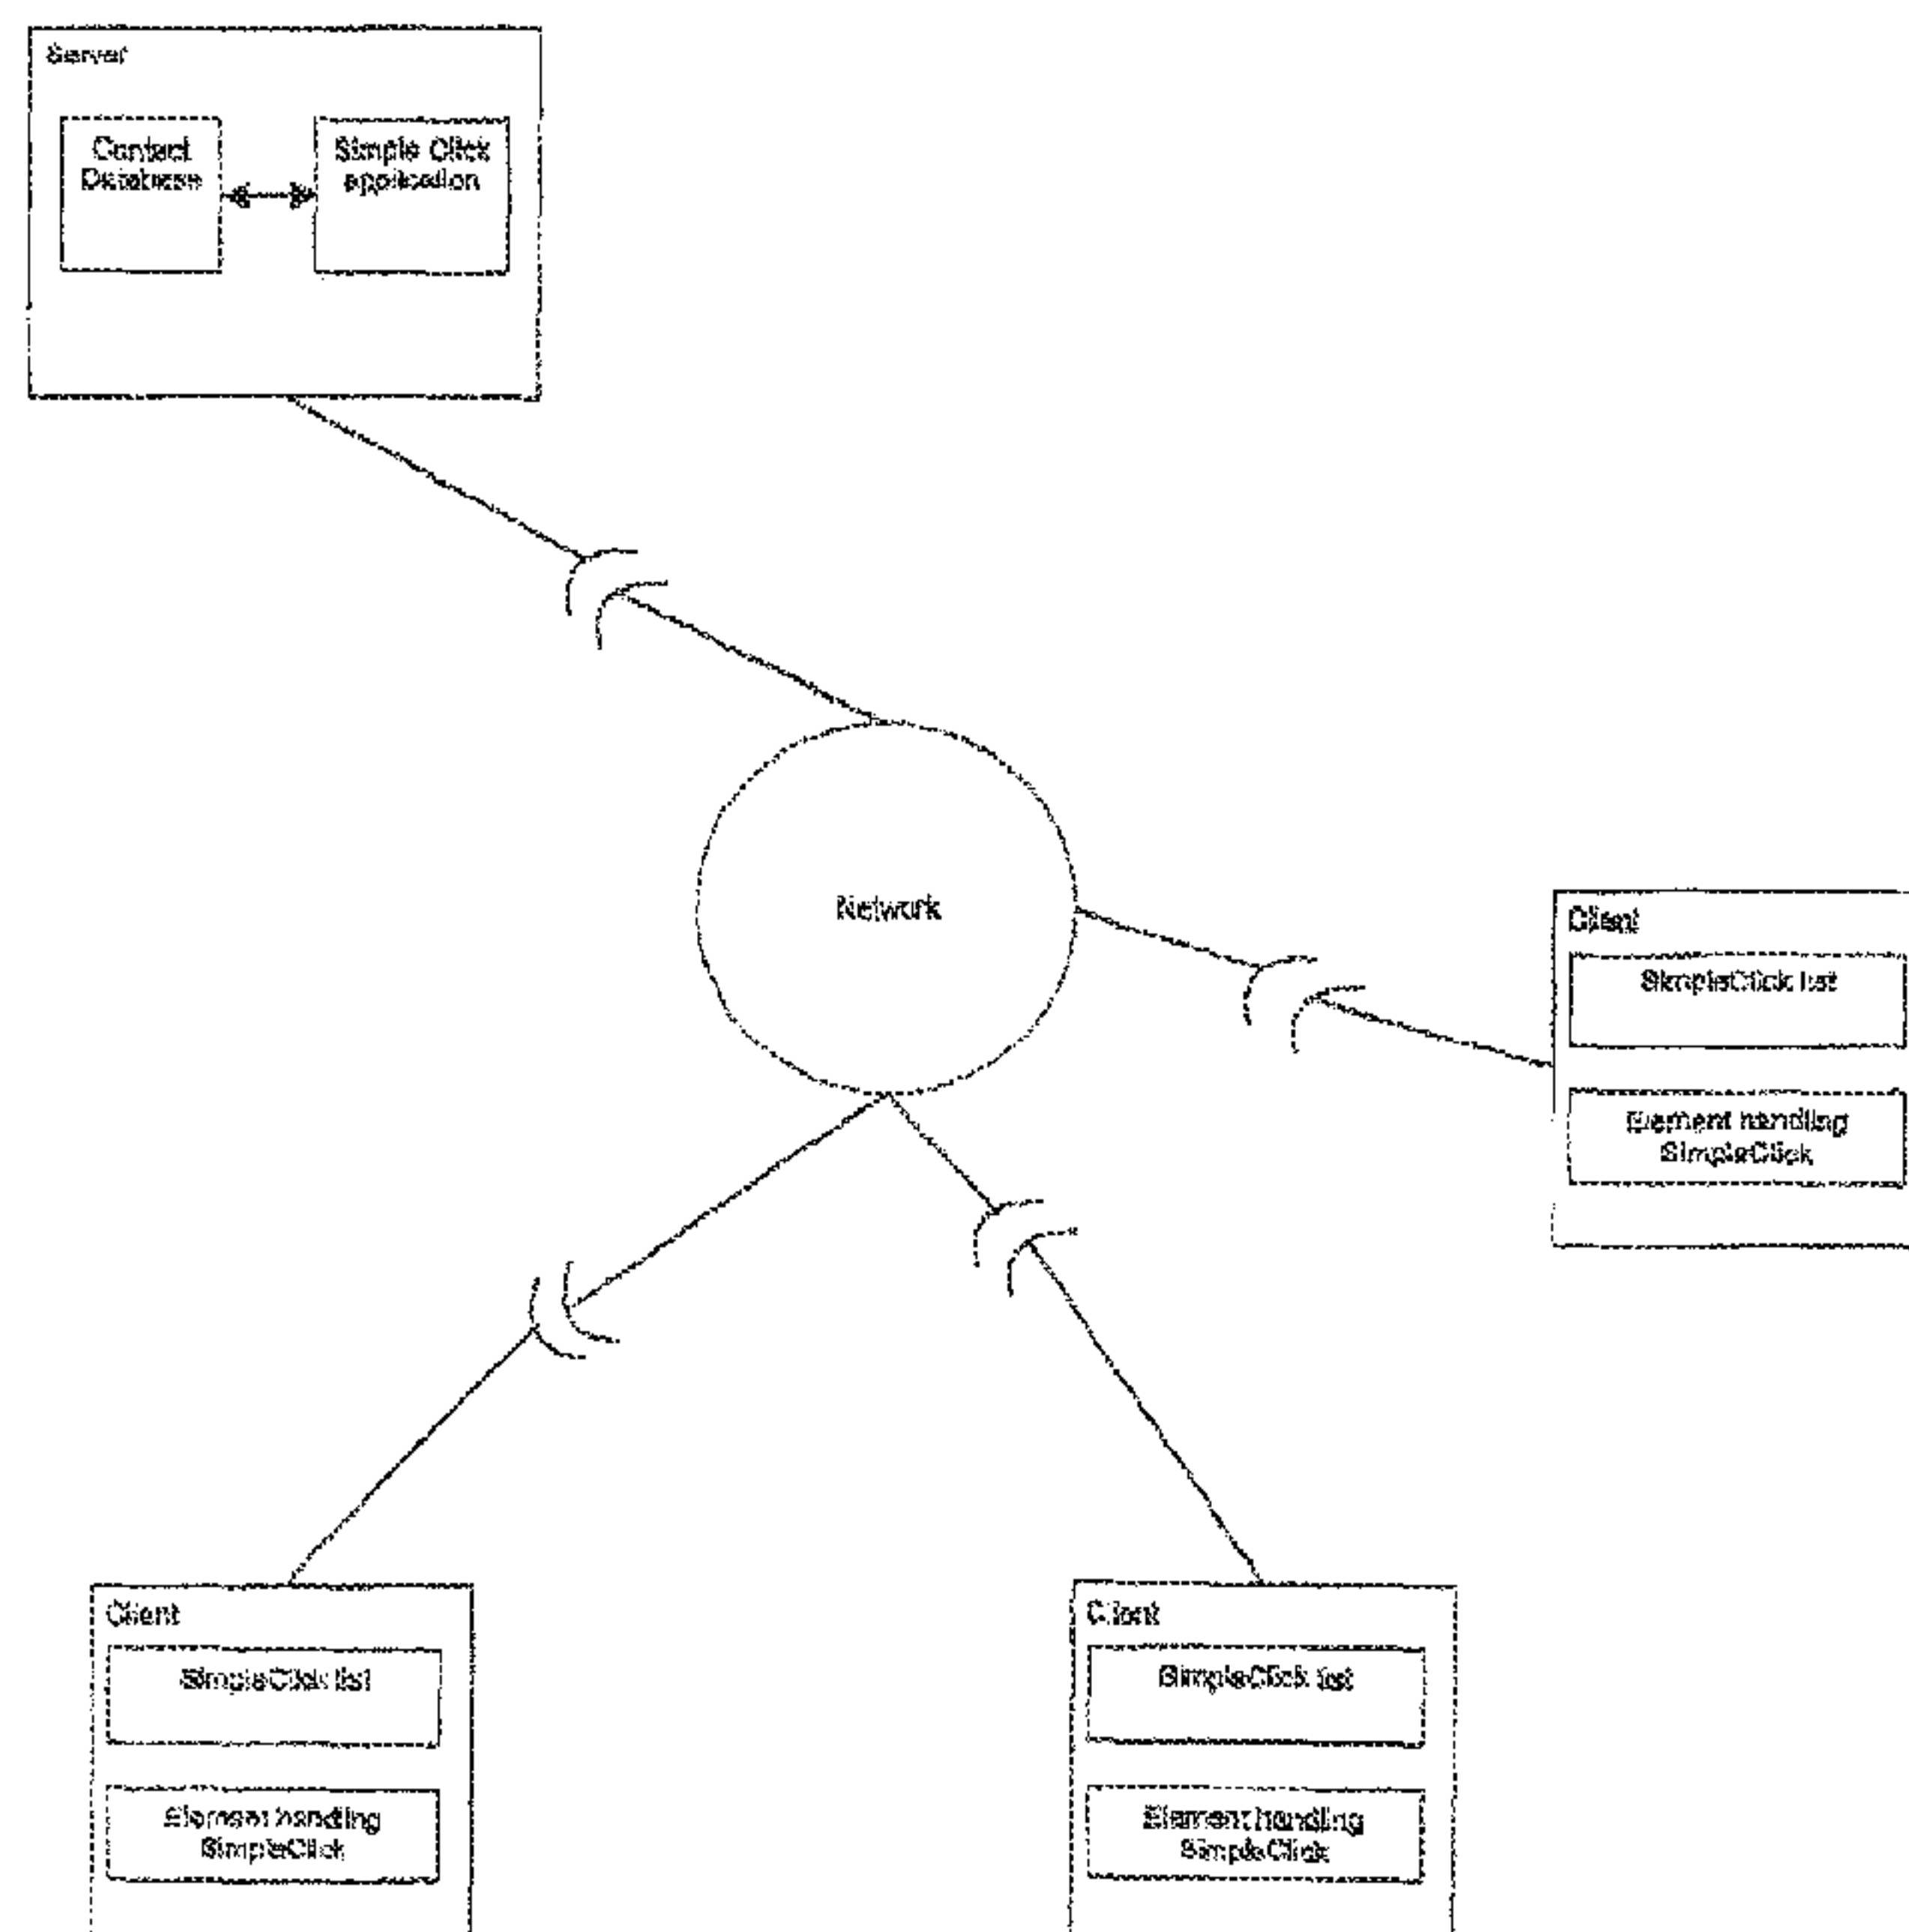 Server
Contact
Database
Simple Click
application
Network
Client
SimpleClick list
Element handling
SimpleClick
Client
SimpleClick list
Element handling
SimpleClick
Client
SimpleClick list
Element handling
SimpleClick